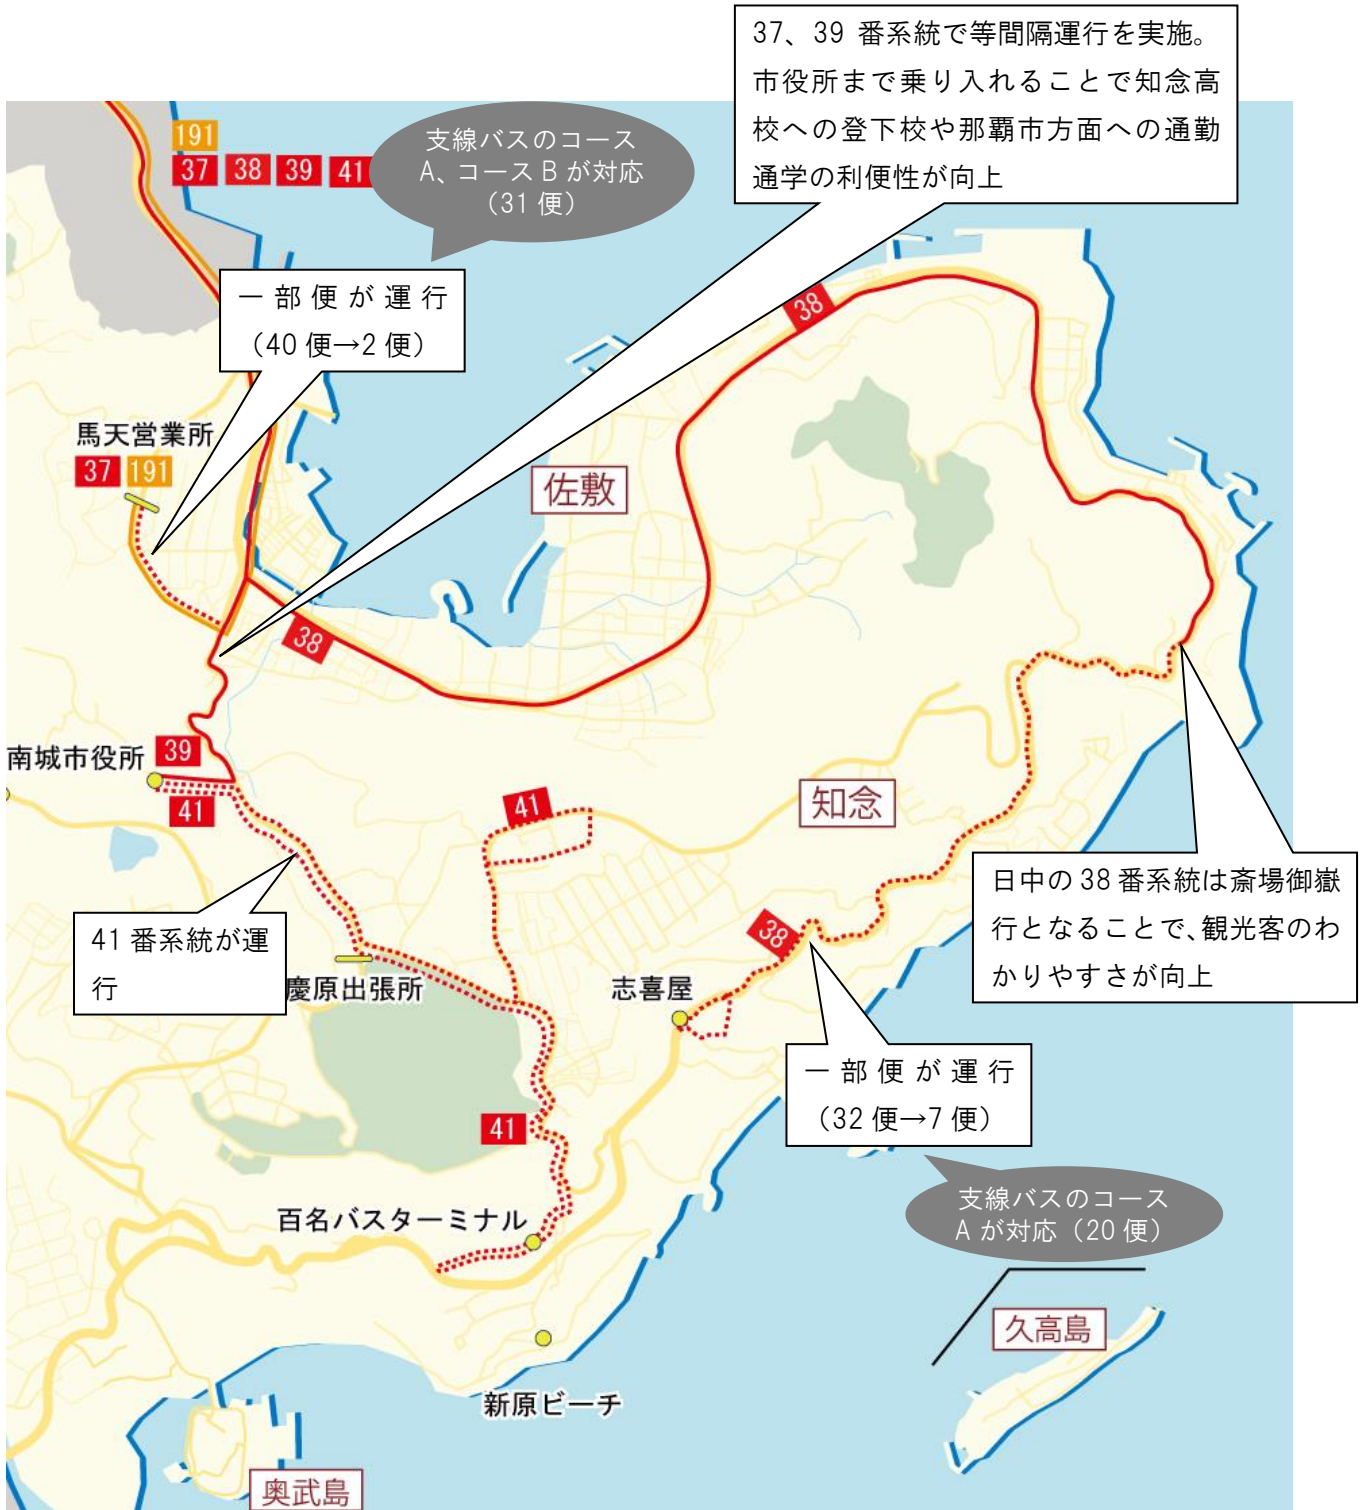 37、39 番系統で等間隔運行を実施。
市役所まで乗り入れることで知念高
校への登下校や那覇市方面への通勤
通学の利便性が向上
191
37 38 39 41
支線バスのコース
A、コース B が対応
（31 便）
一部便が運行
（40 便→2 便）
38
馬天営業所
37 191
佐敷
38
南城市役所
39
41
41
知念
日中の 38 番系統は斎場御嶽
行となることで、観光客のわ
かりやすさが向上
41 番系統が運
行
慶原出張所
38
志喜屋
一部便が運行
（32 便→7 便）
41
支線バスのコース
A が対応（20 便）
百名バスターミナル
久高島
新原ビーチ
奥武島